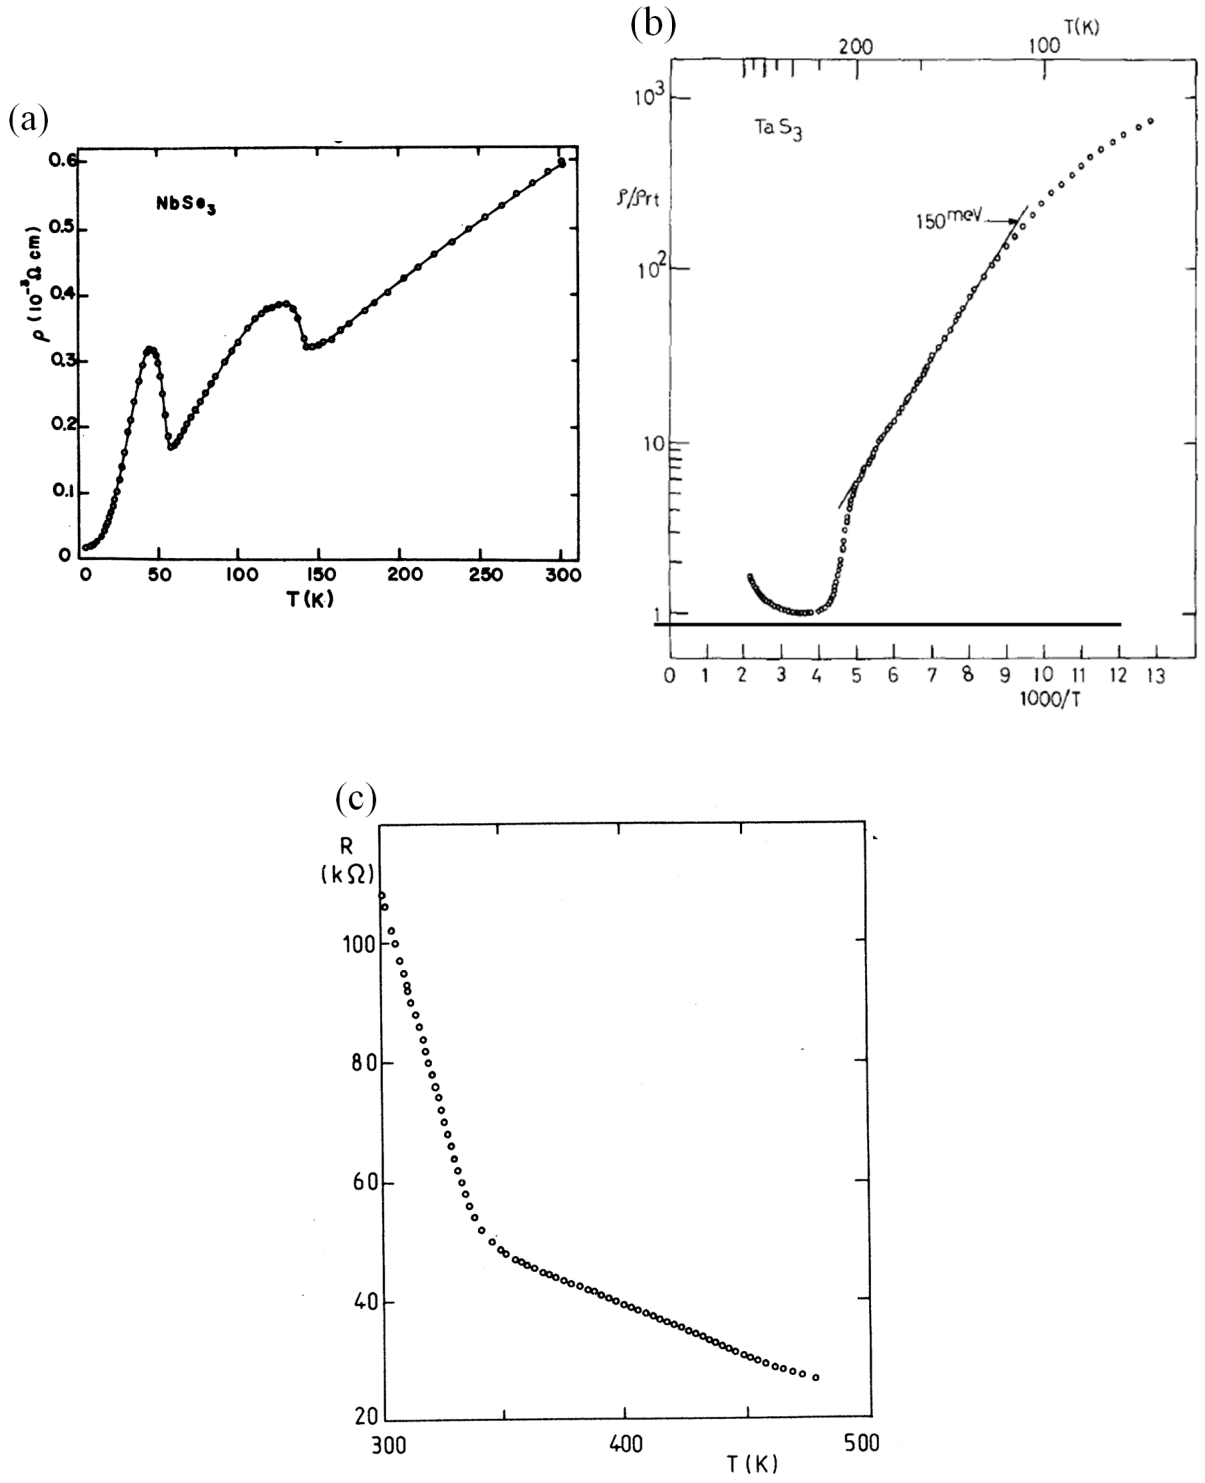 (a)
NbSe3
ρ (10⁻³Ω cm)
0.6
0.5
0.4
0.3
0.2
0.1
0
0 50 100 150 200 250 300
T(K)
(b)
T(K)
200 100
10³
TaS3
ρ/ρrt
150meV
10²
10
1
0 1 2 3 4 5 6 7 8 9 10 11 12 13
1000/T
(c)
R
(kΩ)
100
80
60
40
20
300 400 500
T(K)